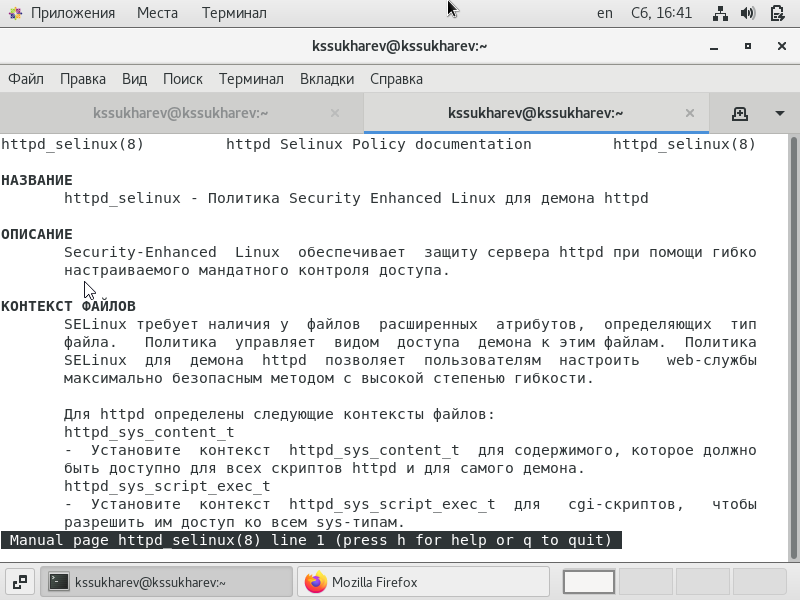 Приложения Места Терминал en Сб, 16:41
kssukharev@kssukharev:~
Файл Правка Вид Поиск Терминал Вкладки Справка
kssukharev@kssukharev:~ × kssukharev@kssukharev:~ ×
httpd_selinux(8) httpd Selinux Policy documentation httpd_selinux(8)
НАЗВАНИЕ
httpd_selinux - Политика Security Enhanced Linux для демона httpd
ОПИСАНИЕ
Security-Enhanced Linux обеспечивает защиту сервера httpd при помощи гибко
настраиваемого мандатного контроля доступа.
КОНТЕКСТ ФАЙЛОВ
SELinux требует наличия у файлов расширенных атрибутов, определяющих тип
файла. Политика управляет видом доступа демона к этим файлам. Политика
SELinux для демона httpd позволяет пользователям настроить web-службы
максимально безопасным методом с высокой степенью гибкости.
Для httpd определены следующие контексты файлов:
httpd_sys_content_t
- Установите контекст httpd_sys_content_t для содержимого, которое должно
быть доступно для всех скриптов httpd и для самого демона.
httpd_sys_script_exec_t
- Установите контекст httpd_sys_script_exec_t для cgi-скриптов, чтобы
разрешить им доступ ко всем sys-типам.
Manual page httpd_selinux(8) line 1 (press h for help or q to quit)
kssukharev@kssukharev:~ Mozilla Firefox